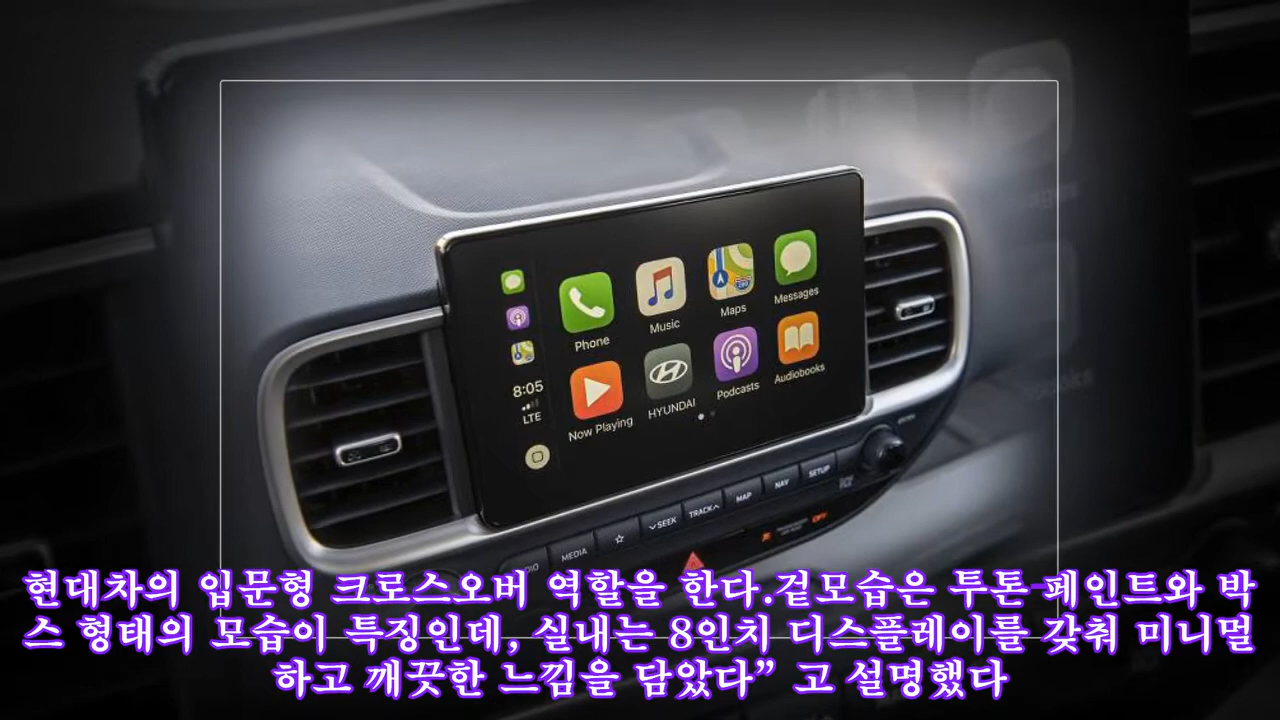 Phone
Music
Maps
Messages
8:05
LTE
Now Playing
HYUNDAI
Podcasts
Audiobooks
MEDIA
☆
SEEK
TRACK
MAP
NAV
SETUP
OFF
현대차의 입문형 크로스오버 역할을 한다.겉모습은 투톤 페인트와 박
스 형태의 모습이 특징인데, 실내는 8인치 디스플레이를 갖춰 미니멀
하고 깨끗한 느낌을 담았다” 고 설명했다